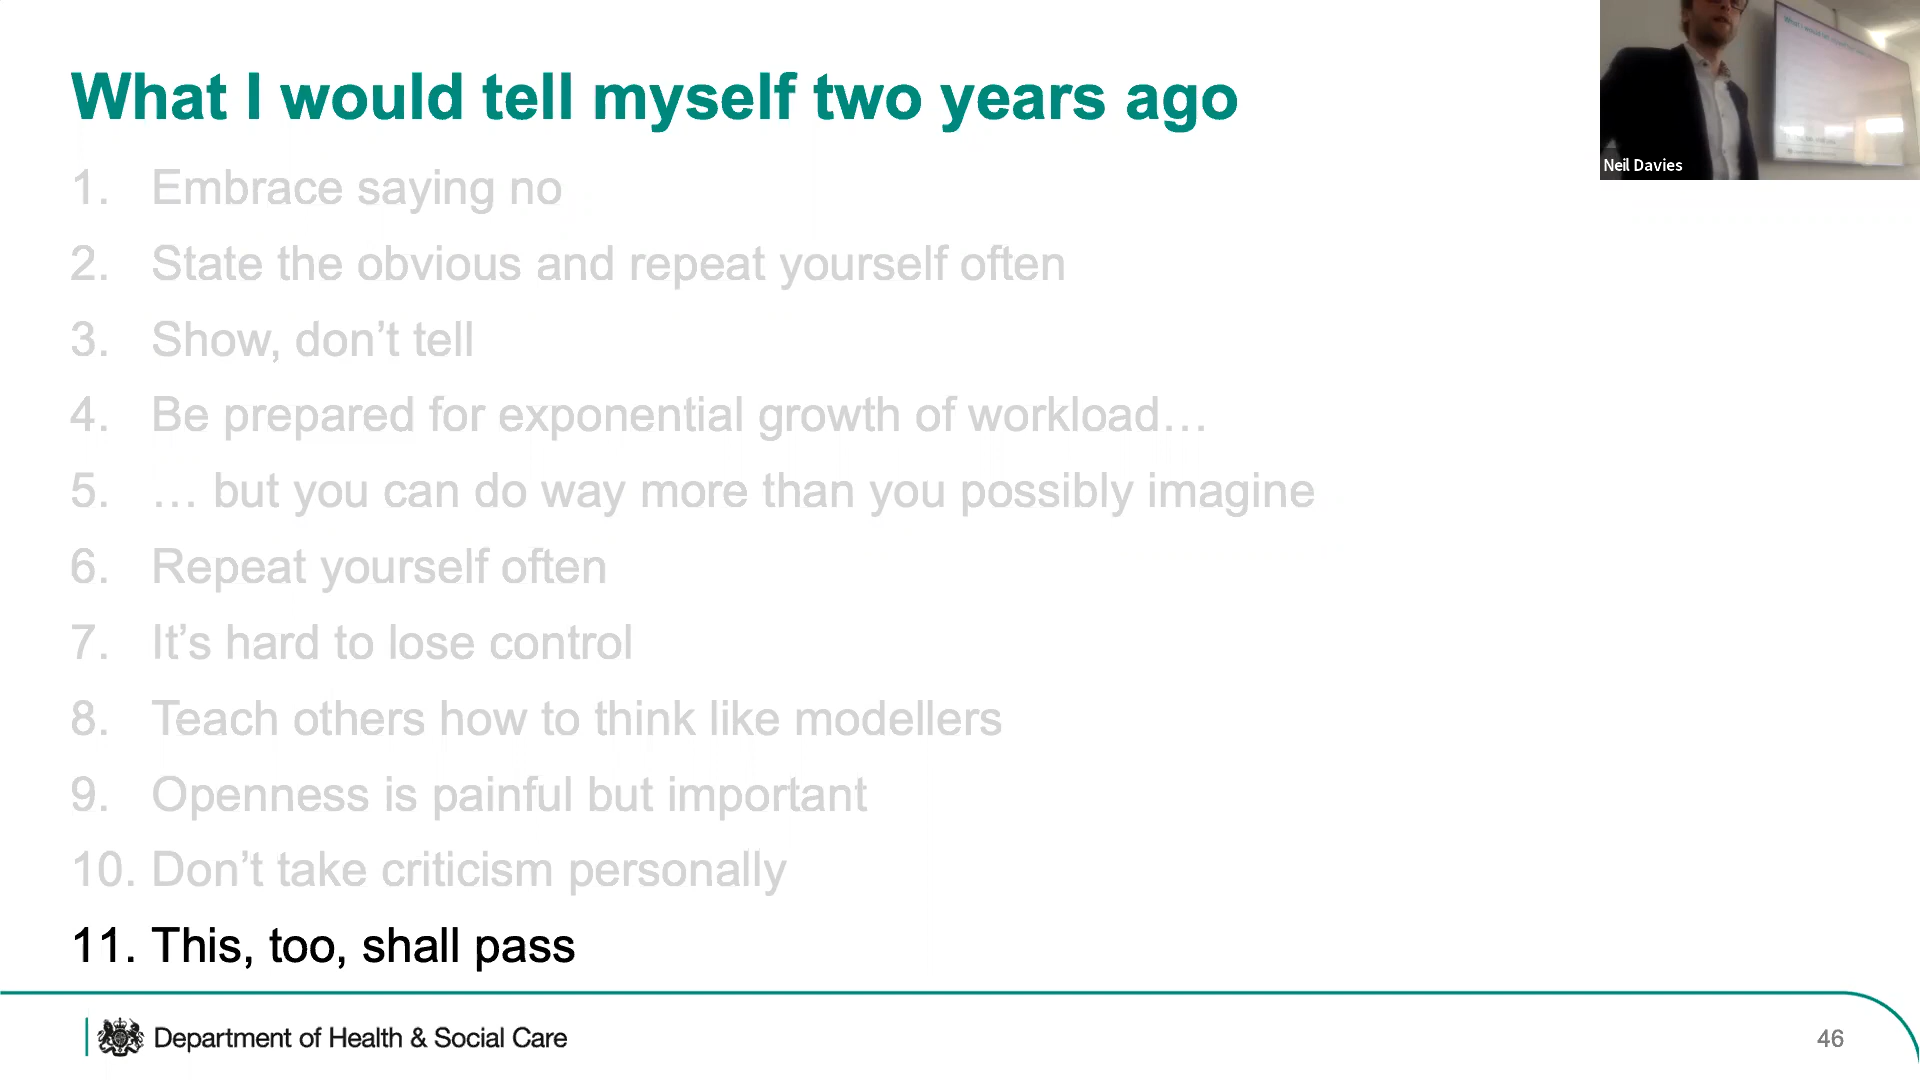 What I would tell myself two years ago
1. Embrace saying no
2. State the obvious and repeat yourself often
3. Show, don’t tell
4. Be prepared for exponential growth of workload…
5. … but you can do way more than you possibly imagine
6. Repeat yourself often
7. It’s hard to lose control
8. Teach others how to think like modellers
9. Openness is painful but important
10. Don’t take criticism personally
11. This, too, shall pass
Neil Davies
Department of Health & Social Care
46